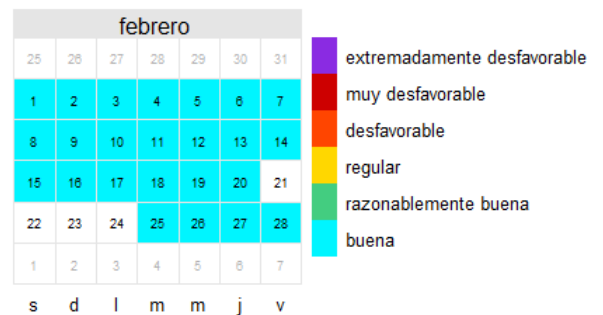 febrero
25 26 27 28 29 30 31
1 2 3 4 5 6 7
8 9 10 11 12 13 14
15 16 17 18 19 20 21
22 23 24 25 26 27 28
1 2 3 4 5 6 7
s d l m m j v
extremadamente desfavorable
muy desfavorable
desfavorable
regular
razonablemente buena
buena